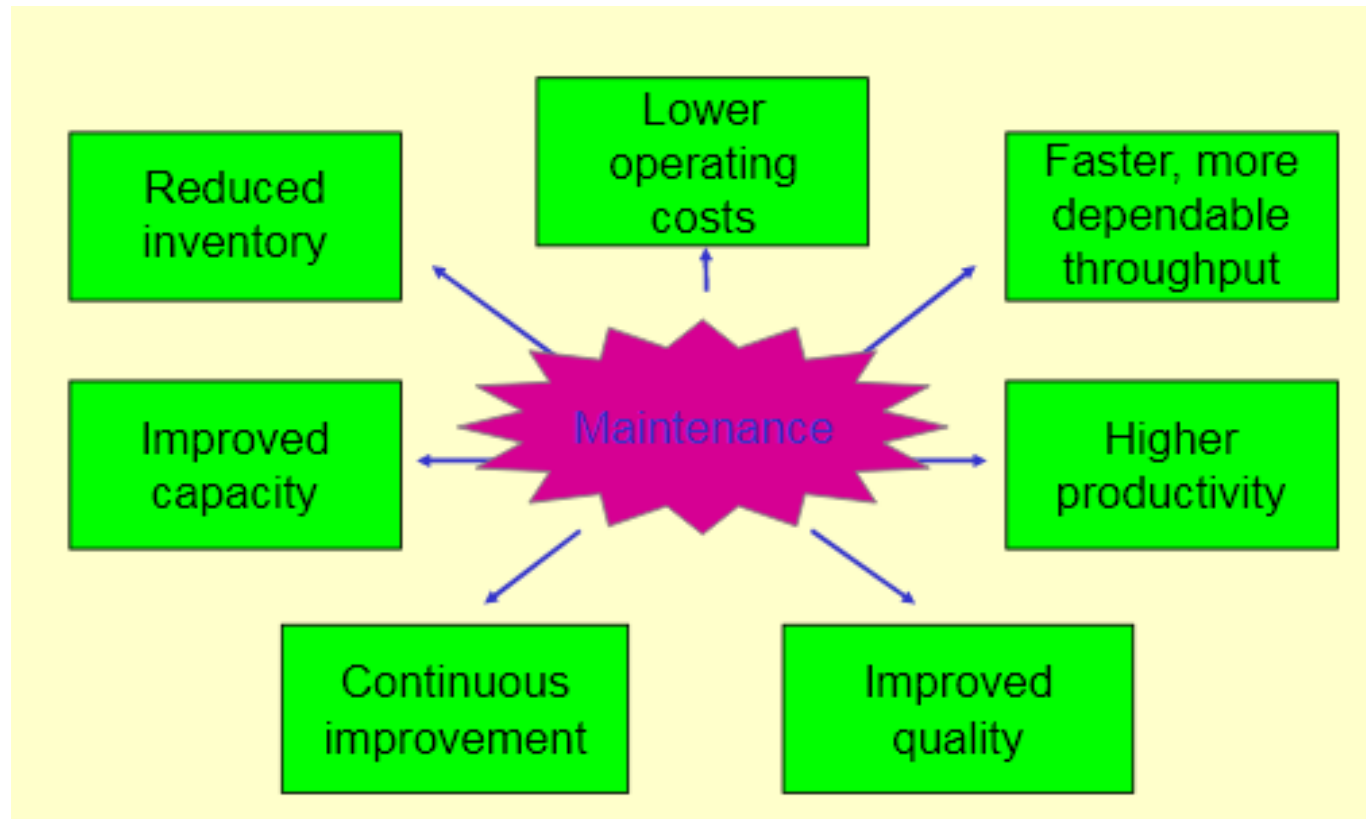 Lower
operating
costs
Reduced
inventory
Faster, more
dependable
throughput
Maintenance
Improved
capacity
Higher
productivity
Continuous
improvement
Improved
quality